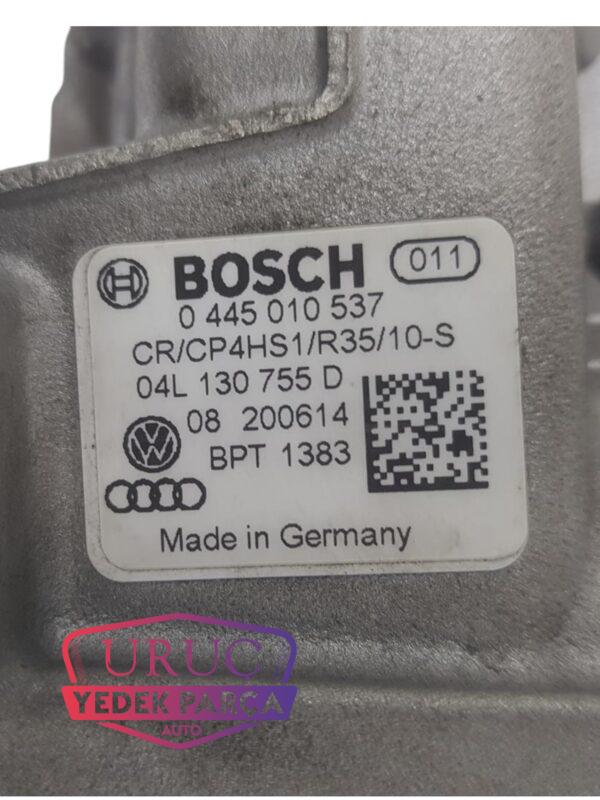 BOSCH 011
0 445 010 537
CR/CP4HS1/R35/10-S
04L 130 755 D
08 200614
BPT 1383
Made in Germany
URUÇ
YEDEK PARÇA
AUTO